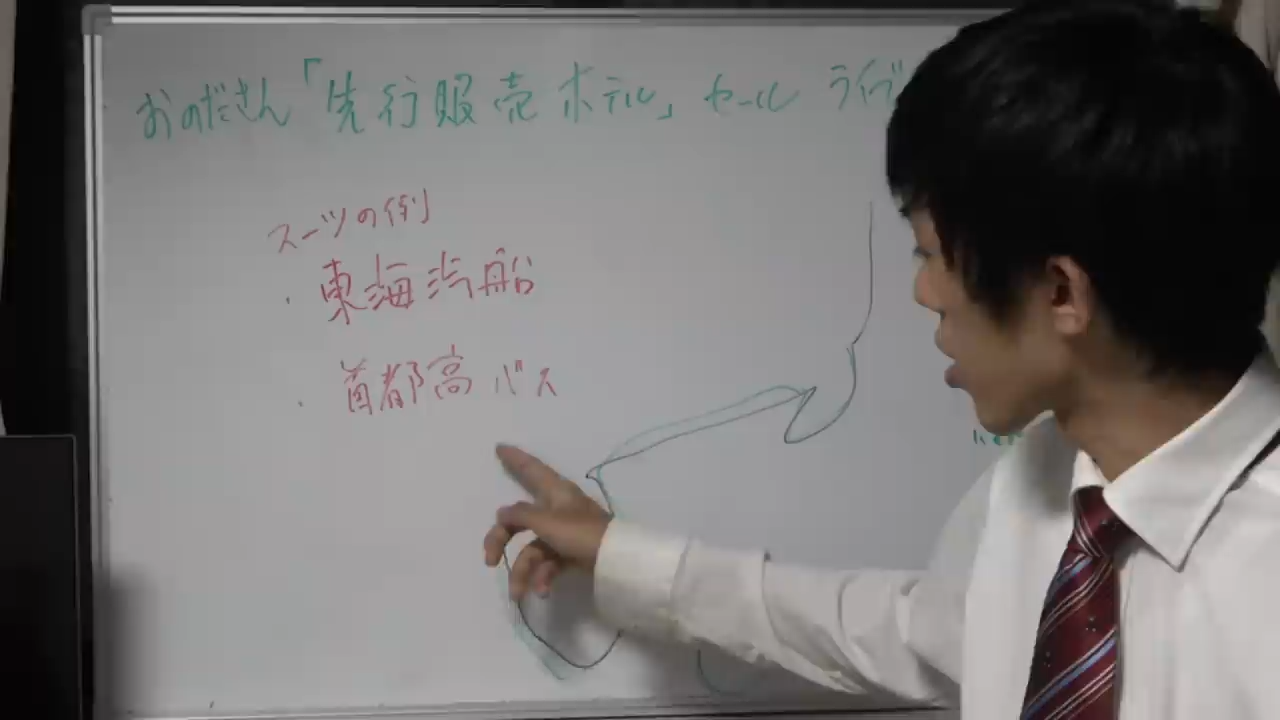 おのださん「先行販売ホテル」セール ライブ
スーツの例
・東海汽船
・首都高バス